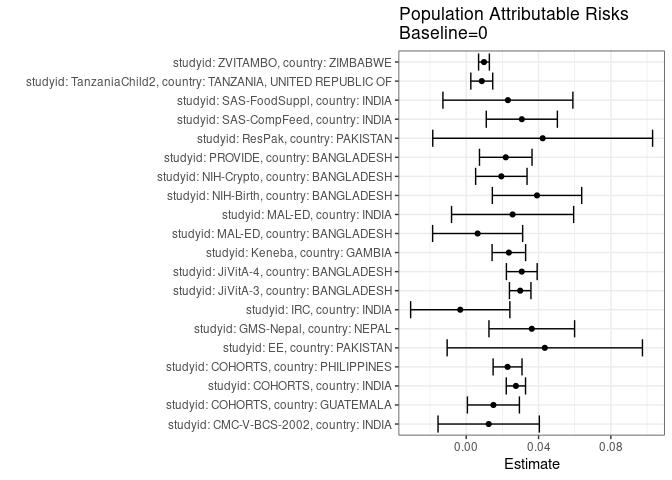 Population Attributable Risks
Baseline=0
studyid: ZVITAMBO, country: ZIMBABWE
studyid: TanzaniaChild2, country: TANZANIA, UNITED REPUBLIC OF
studyid: SAS-FoodSuppl, country: INDIA
studyid: SAS-CompFeed, country: INDIA
studyid: ResPak, country: PAKISTAN
studyid: PROVIDE, country: BANGLADESH
studyid: NIH-Crypto, country: BANGLADESH
studyid: NIH-Birth, country: BANGLADESH
studyid: MAL-ED, country: INDIA
studyid: MAL-ED, country: BANGLADESH
studyid: Keneba, country: GAMBIA
studyid: JiVitA-4, country: BANGLADESH
studyid: JiVitA-3, country: BANGLADESH
studyid: IRC, country: INDIA
studyid: GMS-Nepal, country: NEPAL
studyid: EE, country: PAKISTAN
studyid: COHORTS, country: PHILIPPINES
studyid: COHORTS, country: INDIA
studyid: COHORTS, country: GUATEMALA
studyid: CMC-V-BCS-2002, country: INDIA
0.00 0.04 0.08
Estimate